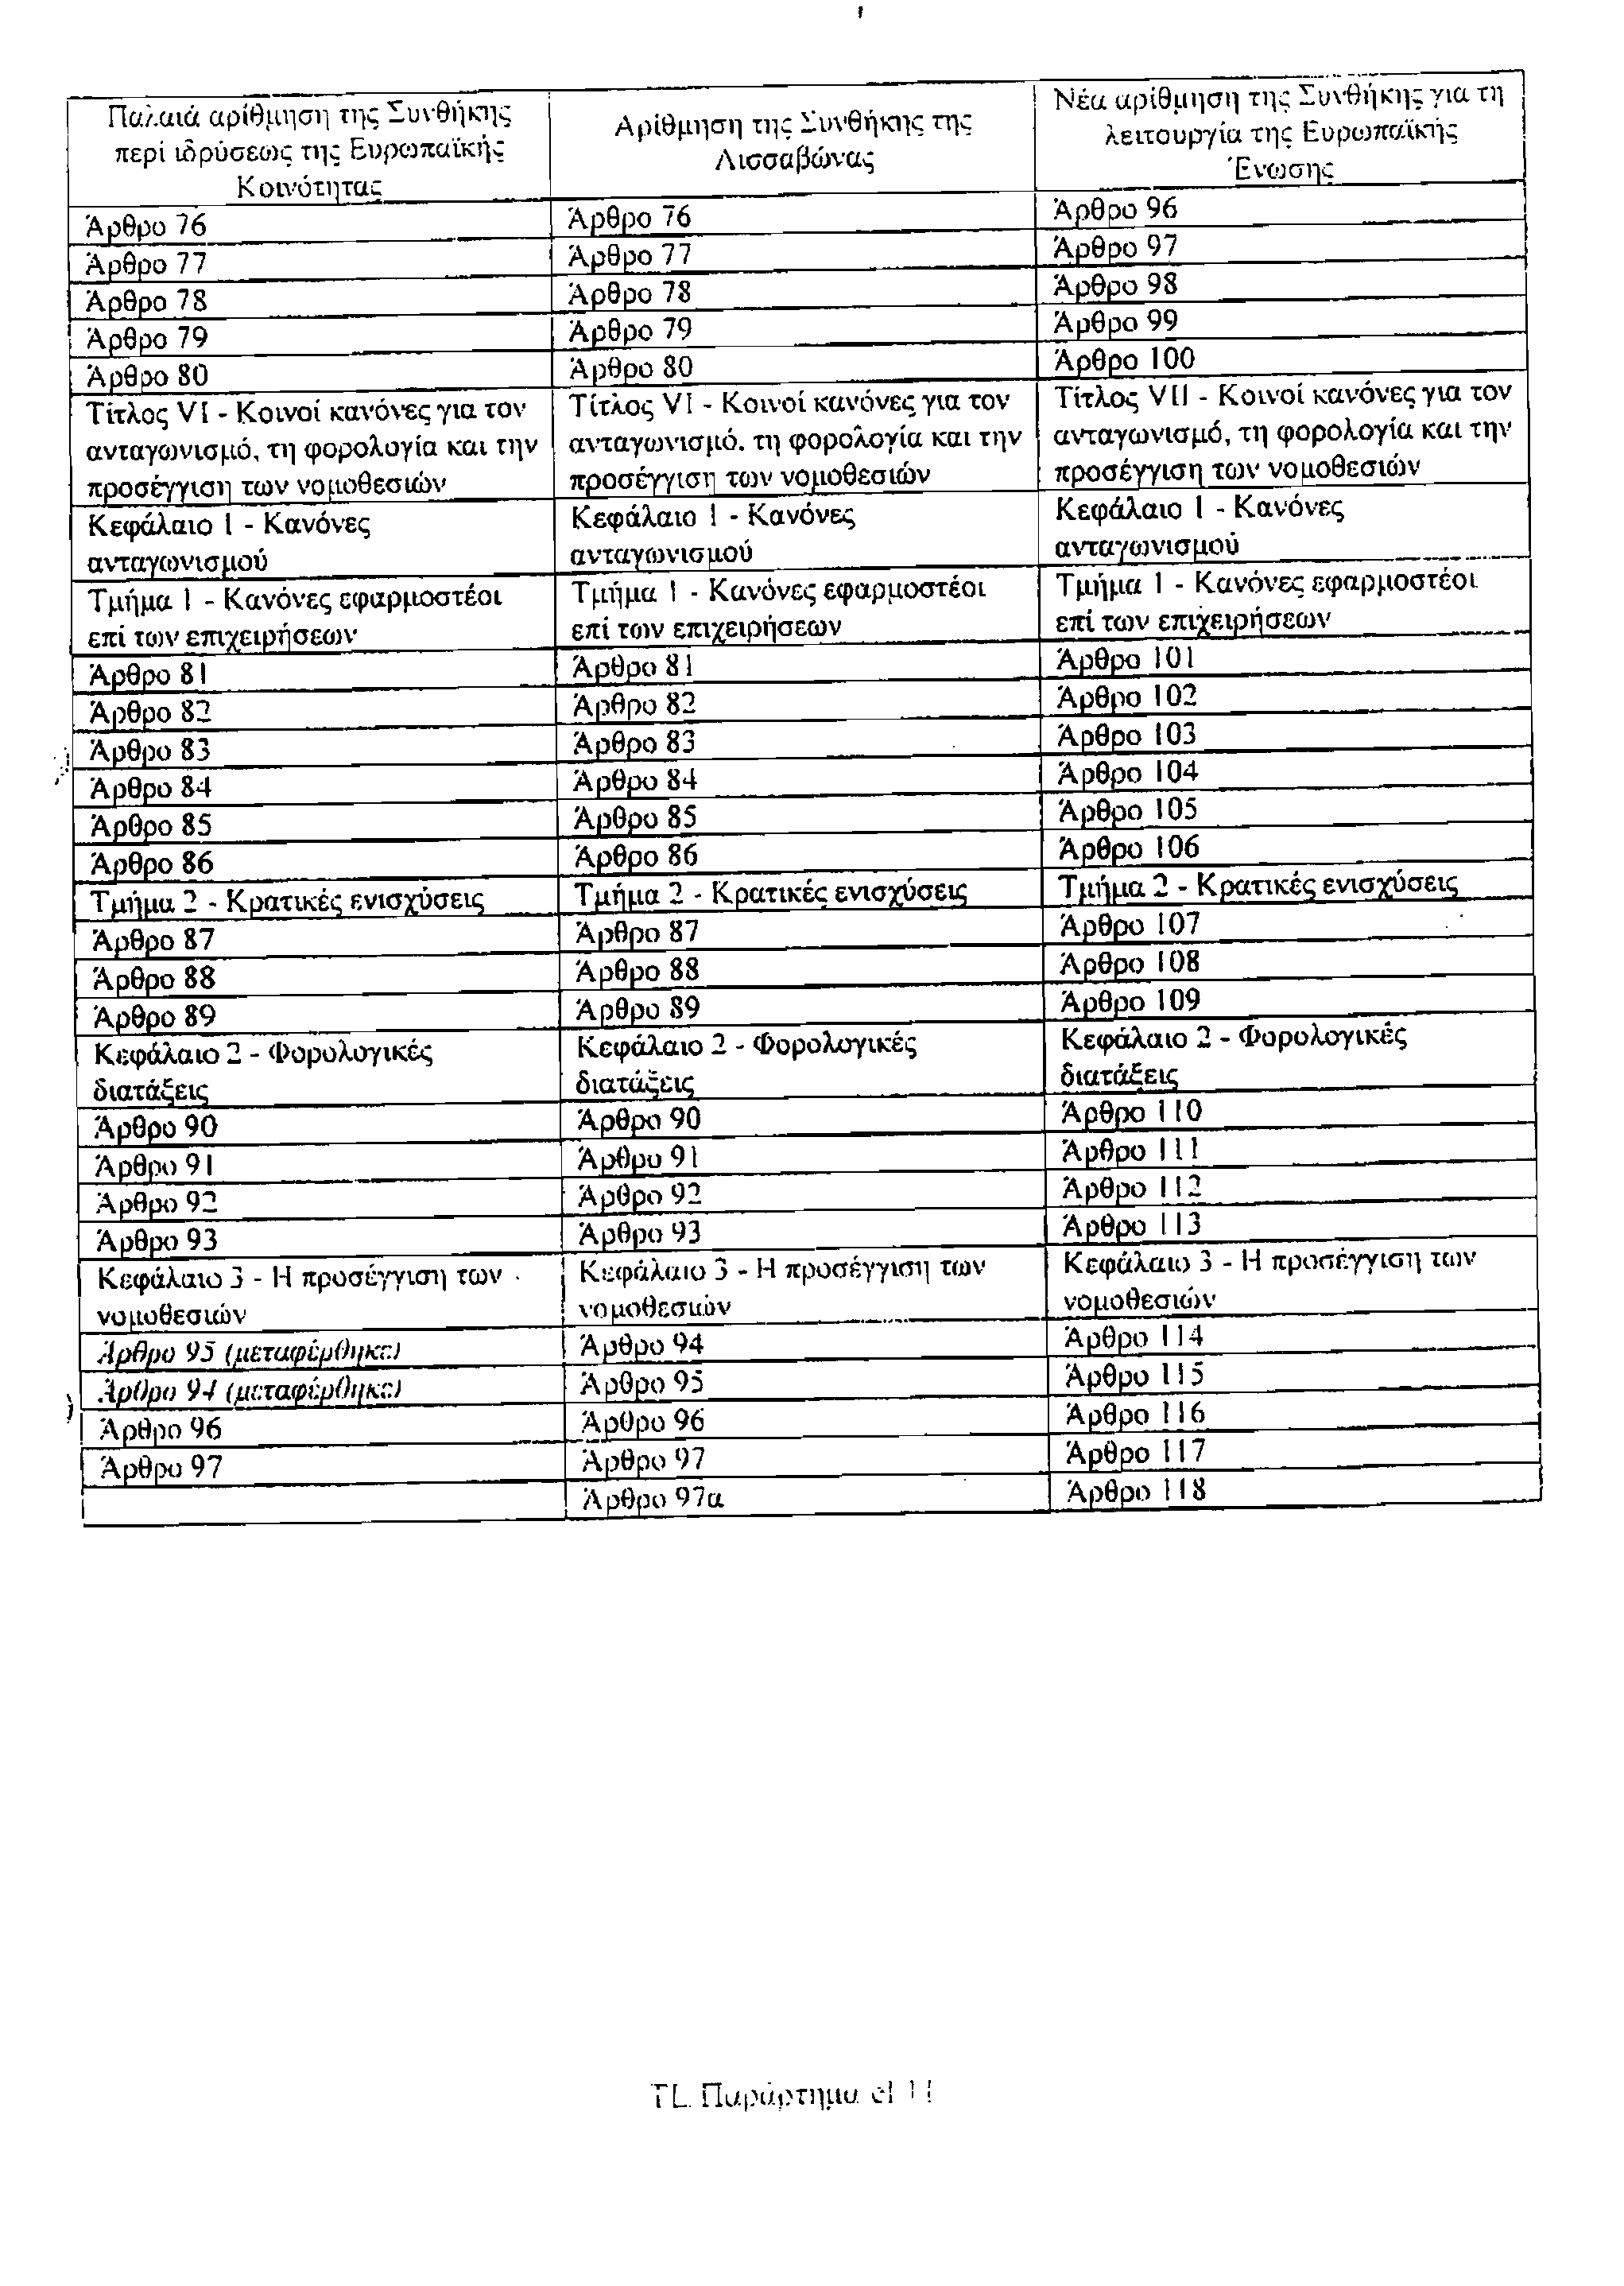 Παλαιά αρίθμηση της Συνθήκης
περί ιδρύσεως της Ευρωπαϊκής
Κοινότητας
Αρίθμηση της Συνθήκης της
Λισσαβώνας
Νέα αρίθμηση της Συνθήκης για τη
λειτουργία της Ευρωπαϊκής
Ένωσης
Άρθρο 76 Άρθρο 76 Άρθρο 96
Άρθρο 77 Άρθρο 77 Άρθρο 97
Άρθρο 78 Άρθρο 78 Άρθρο 98
Άρθρο 79 Άρθρο 79 Άρθρο 99
Άρθρο 80 Άρθρο 80 Άρθρο 100
Τίτλος VI - Κοινοί κανόνες για τον
ανταγωνισμό, τη φορολογία και την
προσέγγιση των νομοθεσιών
Τίτλος VI - Κοινοί κανόνες για τον
ανταγωνισμό, τη φορολογία και την
προσέγγιση των νομοθεσιών
Τίτλος VII - Κοινοί κανόνες για τον
ανταγωνισμό, τη φορολογία και την
προσέγγιση των νομοθεσιών
Κεφάλαιο 1 - Κανόνες
ανταγωνισμού
Κεφάλαιο 1 - Κανόνες
ανταγωνισμού
Κεφάλαιο 1 - Κανόνες
ανταγωνισμού
Τμήμα 1 - Κανόνες εφαρμοστέοι
επί των επιχειρήσεων
Τμήμα 1 - Κανόνες εφαρμοστέοι
επί των επιχειρήσεων
Τμήμα 1 - Κανόνες εφαρμοστέοι
επί των επιχειρήσεων
Άρθρο 81 Άρθρο 81 Άρθρο 101
Άρθρο 82 Άρθρο 82 Άρθρο 102
Άρθρο 83 Άρθρο 83 Άρθρο 103
Άρθρο 84 Άρθρο 84 Άρθρο 104
Άρθρο 85 Άρθρο 85 Άρθρο 105
Άρθρο 86 Άρθρο 86 Άρθρο 106
Τμήμα 2 - Κρατικές ενισχύσεις Τμήμα 2 - Κρατικές ενισχύσεις Τμήμα 2 - Κρατικές ενισχύσεις
Άρθρο 87 Άρθρο 87 Άρθρο 107
Άρθρο 88 Άρθρο 88 Άρθρο 108
Άρθρο 89 Άρθρο 89 Άρθρο 109
Κεφάλαιο 2 - Φορολογικές
διατάξεις
Κεφάλαιο 2 - Φορολογικές
διατάξεις
Κεφάλαιο 2 - Φορολογικές
διατάξεις
Άρθρο 90 Άρθρο 90 Άρθρο 110
Άρθρο 91 Άρθρο 91 Άρθρο 111
Άρθρο 92 Άρθρο 92 Άρθρο 112
Άρθρο 93 Άρθρο 93 Άρθρο 113
Κεφάλαιο 3 - Η προσέγγιση των
νομοθεσιών
Κεφάλαιο 3 - Η προσέγγιση των
νομοθεσιών
Κεφάλαιο 3 - Η προσέγγιση των
νομοθεσιών
Άρθρο 95 (μεταφέρθηκε) Άρθρο 94 Άρθρο 114
Άρθρο 94 (μεταφέρθηκε) Άρθρο 95 Άρθρο 115
Άρθρο 96 Άρθρο 96 Άρθρο 116
Άρθρο 97 Άρθρο 97 Άρθρο 117
Άρθρο 97α Άρθρο 118
TL Παράρτημα el 11